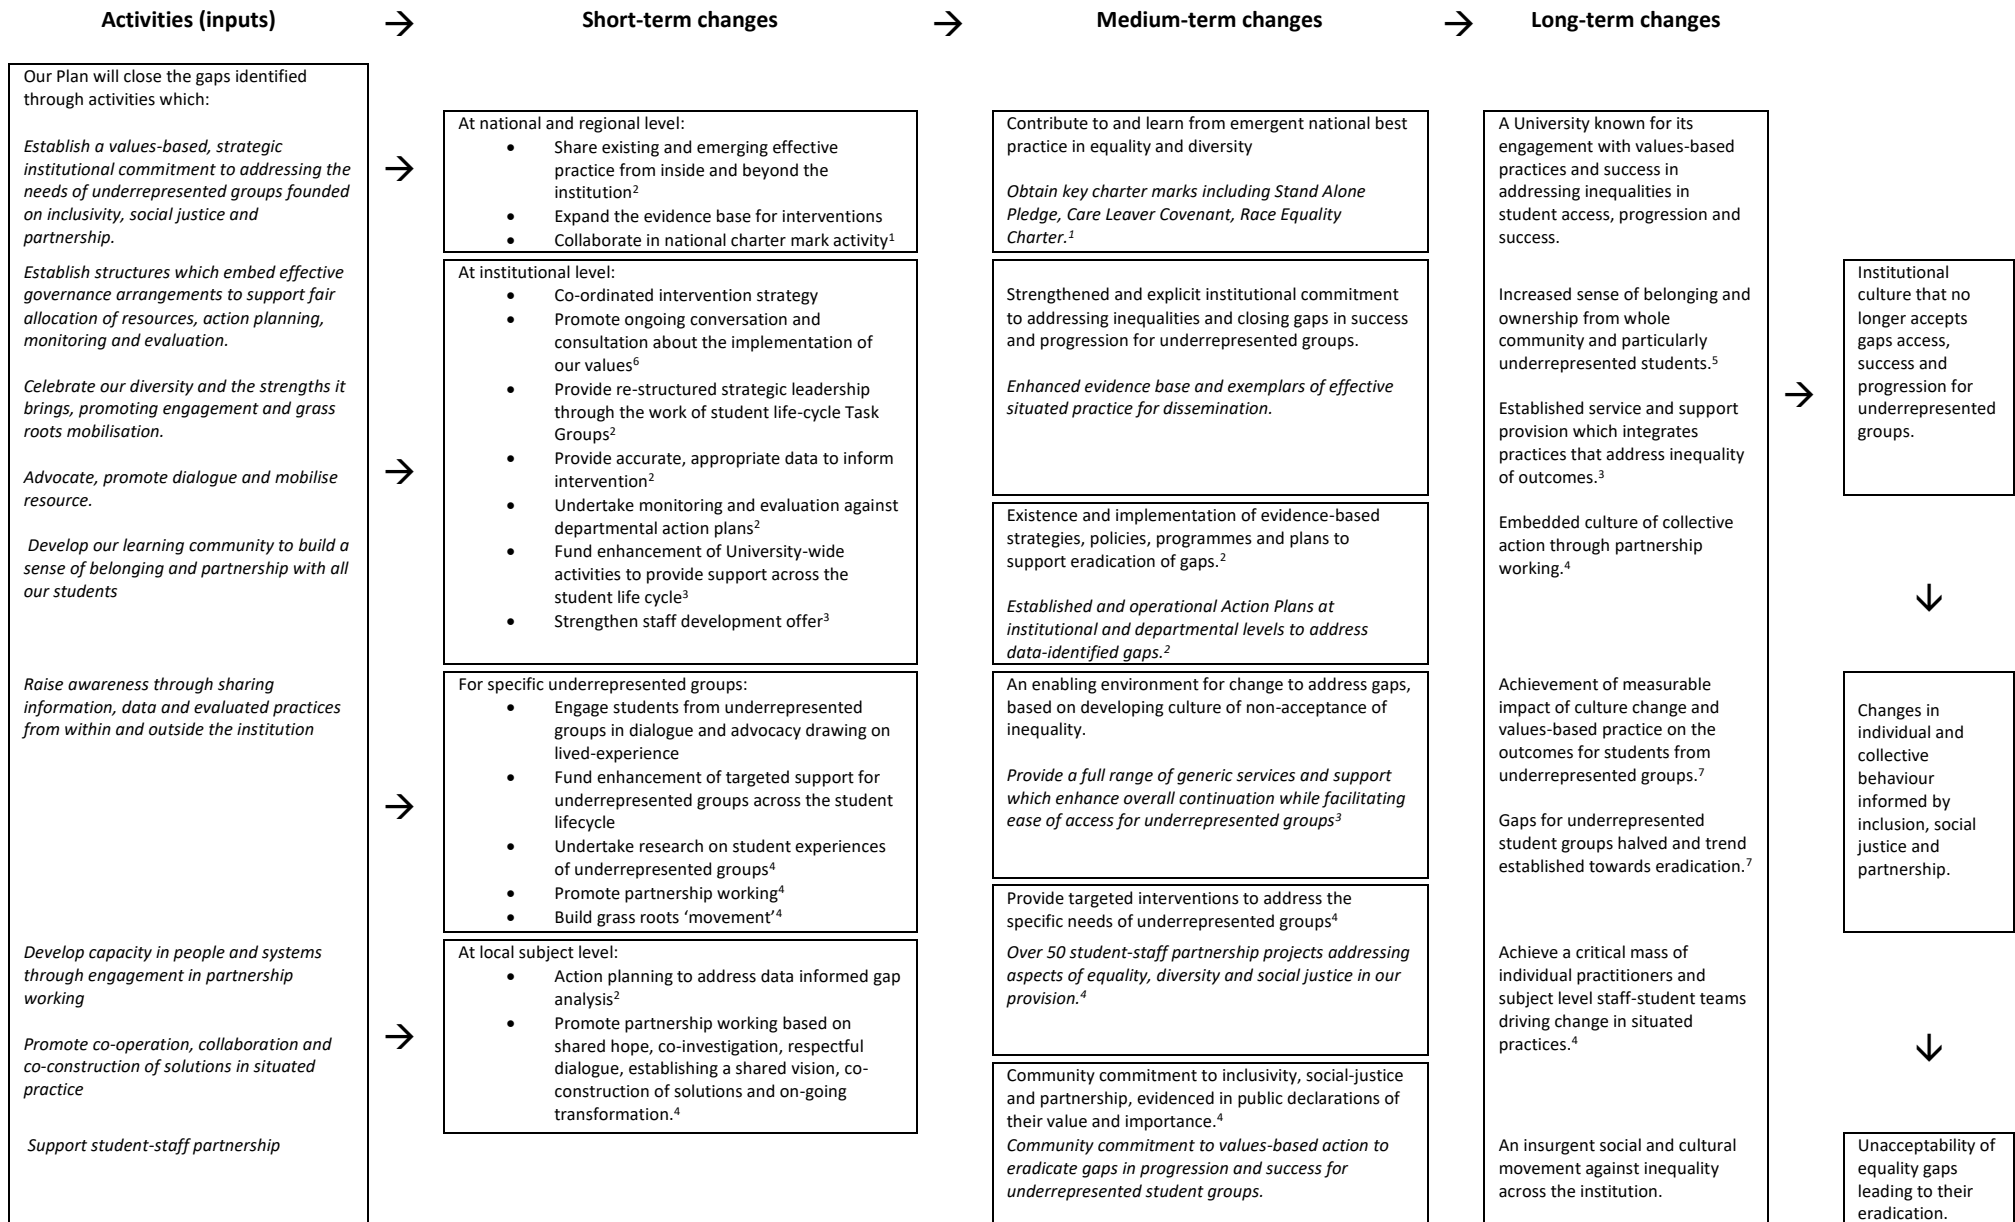 Activities (inputs) → Short-term changes → Medium-term changes → Long-term changes
Our Plan will close the gaps identified
through activities which:
Establish a values-based, strategic
institutional commitment to addressing the
needs of underrepresented groups founded
on inclusivity, social justice and
partnership.
Establish structures which embed effective
governance arrangements to support fair
allocation of resources, action planning,
monitoring and evaluation.
Celebrate our diversity and the strengths it
brings, promoting engagement and grass
roots mobilisation.
Advocate, promote dialogue and mobilise
resource.
Develop our learning community to build a
sense of belonging and partnership with all
our students
Raise awareness through sharing
information, data and evaluated practices
from within and outside the institution
Develop capacity in people and systems
through engagement in partnership
working
Promote co-operation, collaboration and
co-construction of solutions in situated
practice
Support student-staff partnership
→
→
→
→
At national and regional level:
• Share existing and emerging effective
practice from inside and beyond the
institution²
• Expand the evidence base for interventions
• Collaborate in national charter mark activity¹
At institutional level:
• Co-ordinated intervention strategy
• Promote ongoing conversation and
consultation about the implementation of
our values⁶
• Provide re-structured strategic leadership
through the work of student life-cycle Task
Groups²
• Provide accurate, appropriate data to inform
intervention²
• Undertake monitoring and evaluation against
departmental action plans²
• Fund enhancement of University-wide
activities to provide support across the
student life cycle³
• Strengthen staff development offer³
For specific underrepresented groups:
• Engage students from underrepresented
groups in dialogue and advocacy drawing on
lived-experience
• Fund enhancement of targeted support for
underrepresented groups across the student
lifecycle
• Undertake research on student experiences
of underrepresented groups⁴
• Promote partnership working⁴
• Build grass roots ‘movement’⁴
At local subject level:
• Action planning to address data informed gap
analysis²
• Promote partnership working based on
shared hope, co-investigation, respectful
dialogue, establishing a shared vision, co-
construction of solutions and on-going
transformation.⁴
Contribute to and learn from emergent national best
practice in equality and diversity
Obtain key charter marks including Stand Alone
Pledge, Care Leaver Covenant, Race Equality
Charter.¹
Strengthened and explicit institutional commitment
to addressing inequalities and closing gaps in success
and progression for underrepresented groups.
Enhanced evidence base and exemplars of effective
situated practice for dissemination.
Existence and implementation of evidence-based
strategies, policies, programmes and plans to
support eradication of gaps.²
Established and operational Action Plans at
institutional and departmental levels to address
data-identified gaps.²
An enabling environment for change to address gaps,
based on developing culture of non-acceptance of
inequality.
Provide a full range of generic services and support
which enhance overall continuation while facilitating
ease of access for underrepresented groups³
Provide targeted interventions to address the
specific needs of underrepresented groups⁴
Over 50 student-staff partnership projects addressing
aspects of equality, diversity and social justice in our
provision.⁴
Community commitment to inclusivity, social-justice
and partnership, evidenced in public declarations of
their value and importance.⁴
Community commitment to values-based action to
eradicate gaps in progression and success for
underrepresented student groups.
A University known for its
engagement with values-based
practices and success in
addressing inequalities in
student access, progression and
success.
Increased sense of belonging and
ownership from whole
community and particularly
underrepresented students.⁵
Established service and support
provision which integrates
practices that address inequality
of outcomes.³
Embedded culture of collective
action through partnership
working.⁴
Achievement of measurable
impact of culture change and
values-based practice on the
outcomes for students from
underrepresented groups.⁷
Gaps for underrepresented
student groups halved and trend
established towards eradication.⁷
Achieve a critical mass of
individual practitioners and
subject level staff-student teams
driving change in situated
practices.⁴
An insurgent social and cultural
movement against inequality
across the institution.
→
Institutional
culture that no
longer accepts
gaps access,
success and
progression for
underrepresented
groups.
↓
Changes in
individual and
collective
behaviour
informed by
inclusion, social
justice and
partnership.
↓
Unacceptability of
equality gaps
leading to their
eradication.